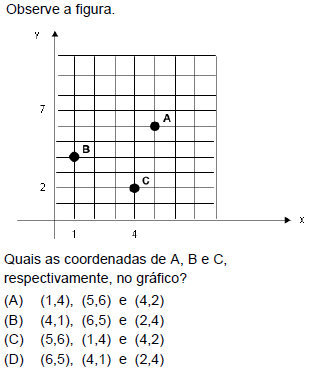 Observe a figura.
Y
7
A
B
C
2
X
1 4
Quais as coordenadas de A, B e C,
respectivamente, no gráfico?
(A) (1,4), (5,6) e (4,2)
(B) (4,1), (6,5) e (2,4)
(C) (5,6), (1,4) e (4,2)
(D) (6,5), (4,1) e (2,4)